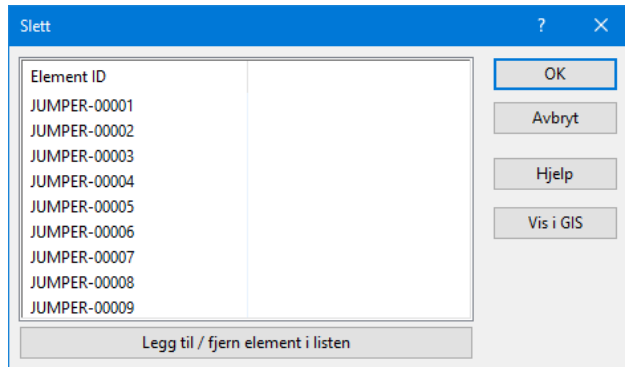 Slett
Element ID
JUMPER-00001
JUMPER-00002
JUMPER-00003
JUMPER-00004
JUMPER-00005
JUMPER-00006
JUMPER-00007
JUMPER-00008
JUMPER-00009
Legg til / fjern element i listen
OK
Avbryt
Hjelp
Vis i GIS